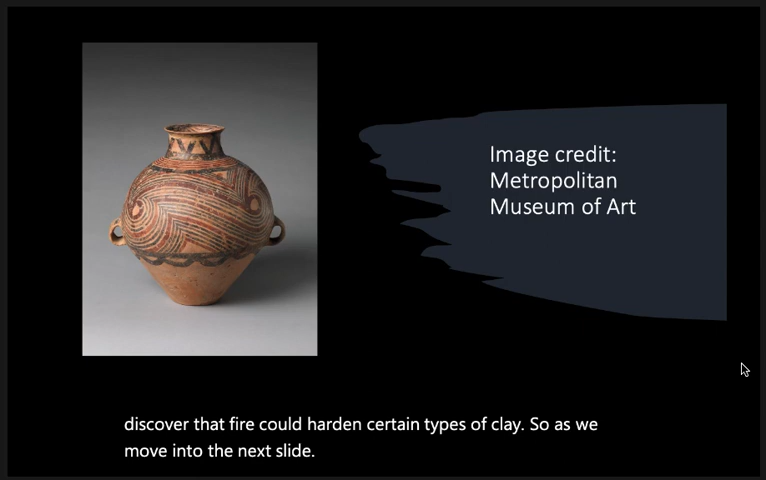 Image credit:
Metropolitan
Museum of Art
discover that fire could harden certain types of clay. So as we
move into the next slide.